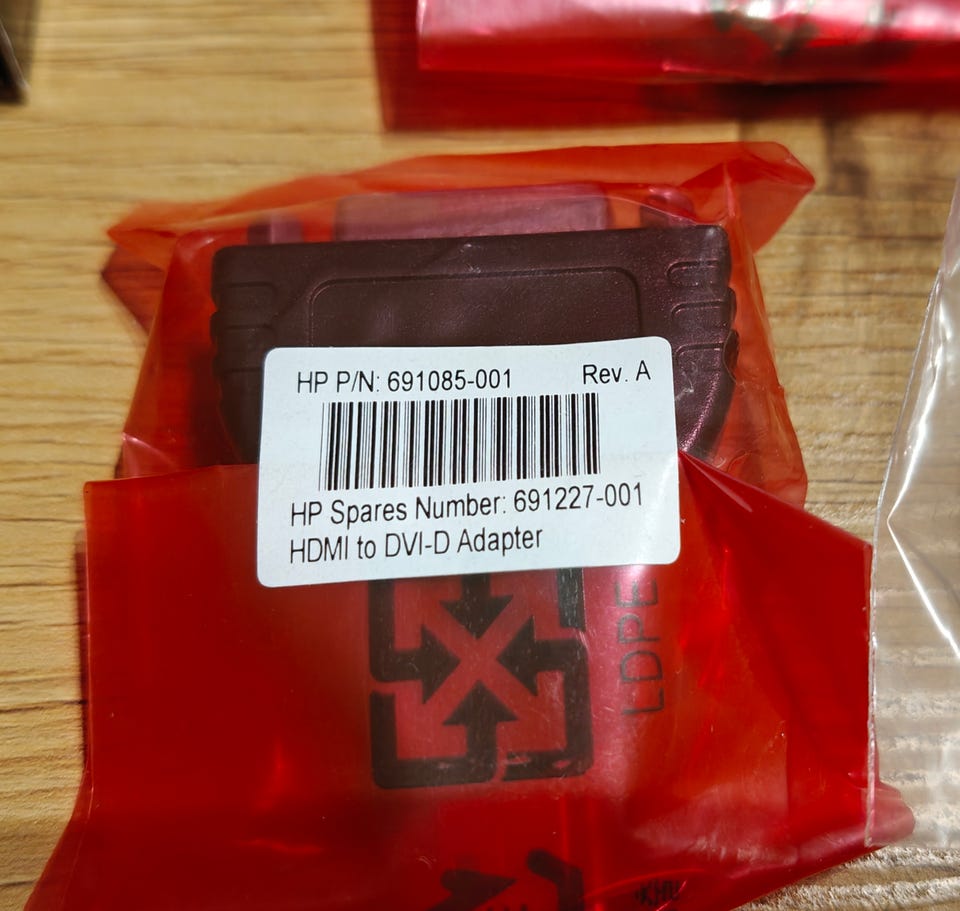 HP P/N: 691085-001 Rev. A
HP Spares Number: 691227-001
HDMI to DVI-D Adapter
LDPE